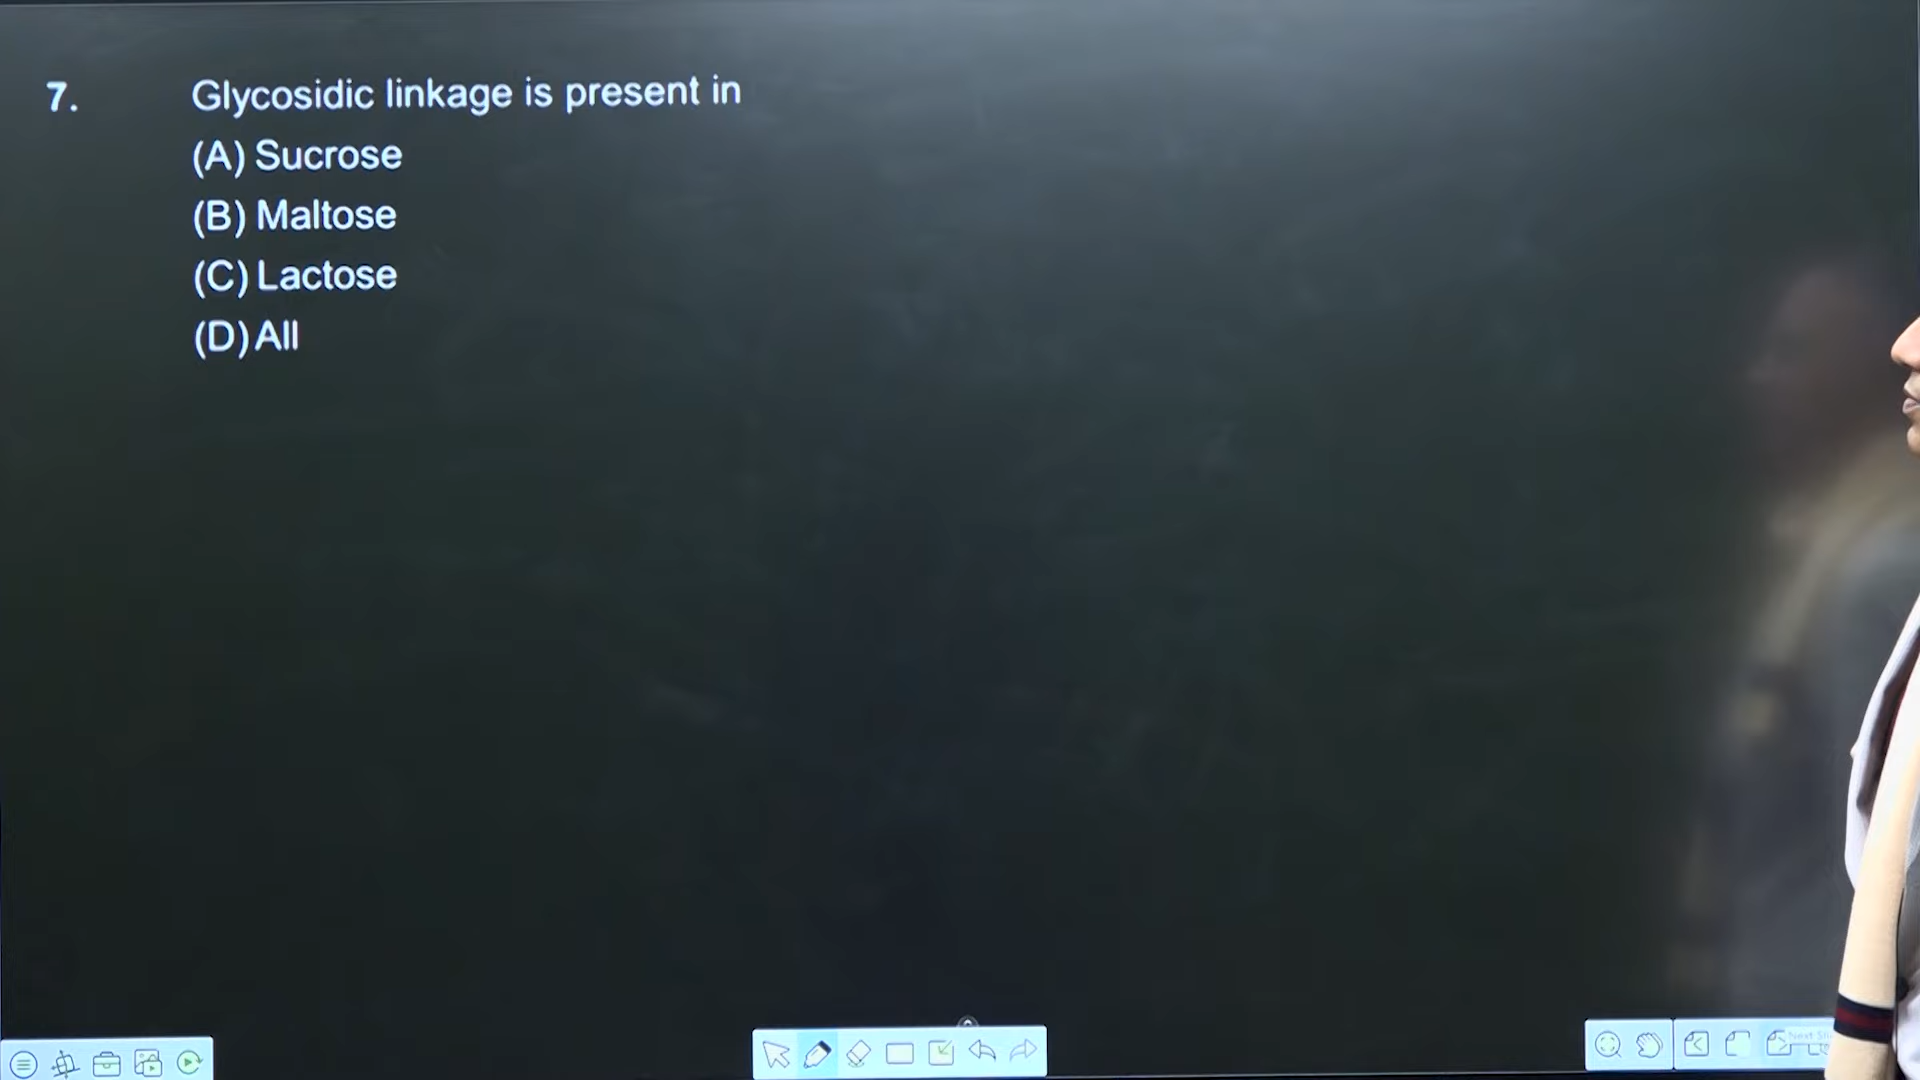 7. Glycosidic linkage is present in
(A) Sucrose
(B) Maltose
(C) Lactose
(D) All